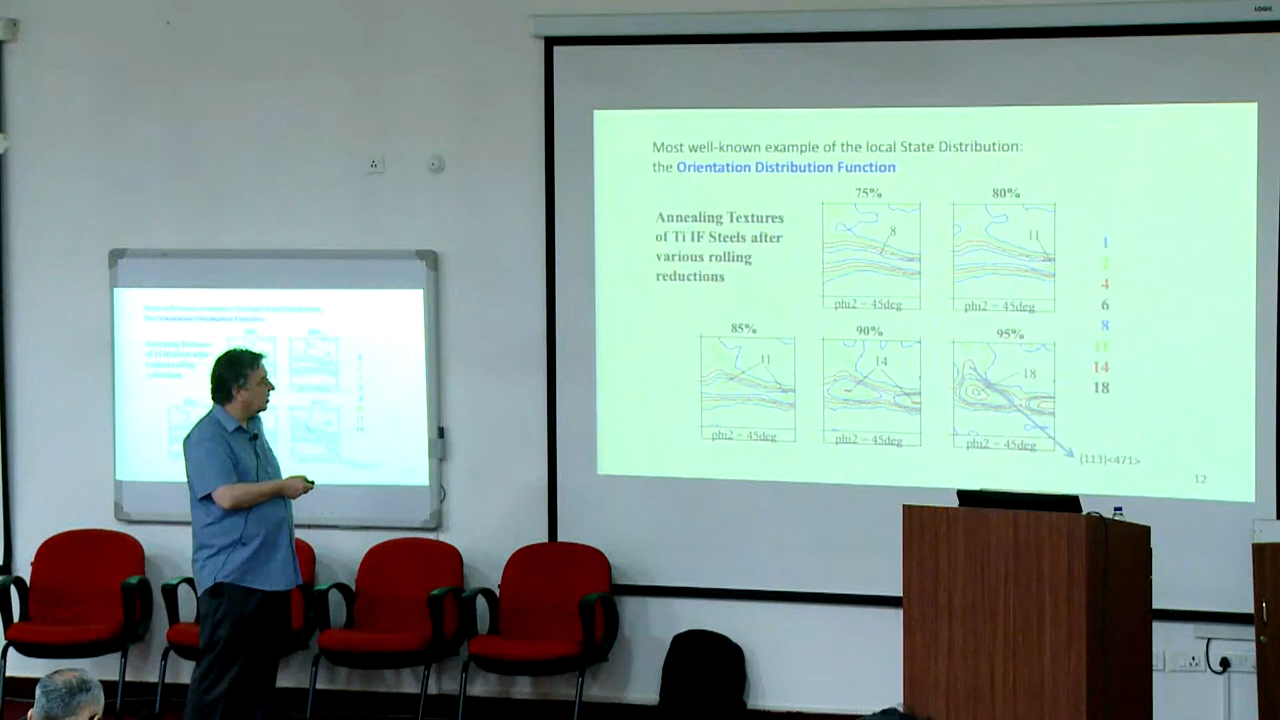 LOGIC
Most well-known example of the local State Distribution:
the Orientation Distribution Function
75%
80%
Annealing Textures
of Ti IF Steels after
various rolling
reductions
8
11
phi2 = 45deg
phi2 = 45deg
85%
90%
95%
11
14
18
phi2 = 45deg
phi2 = 45deg
phi2 = 45deg
1
4
6
8
11
14
18
(113)<471>
12